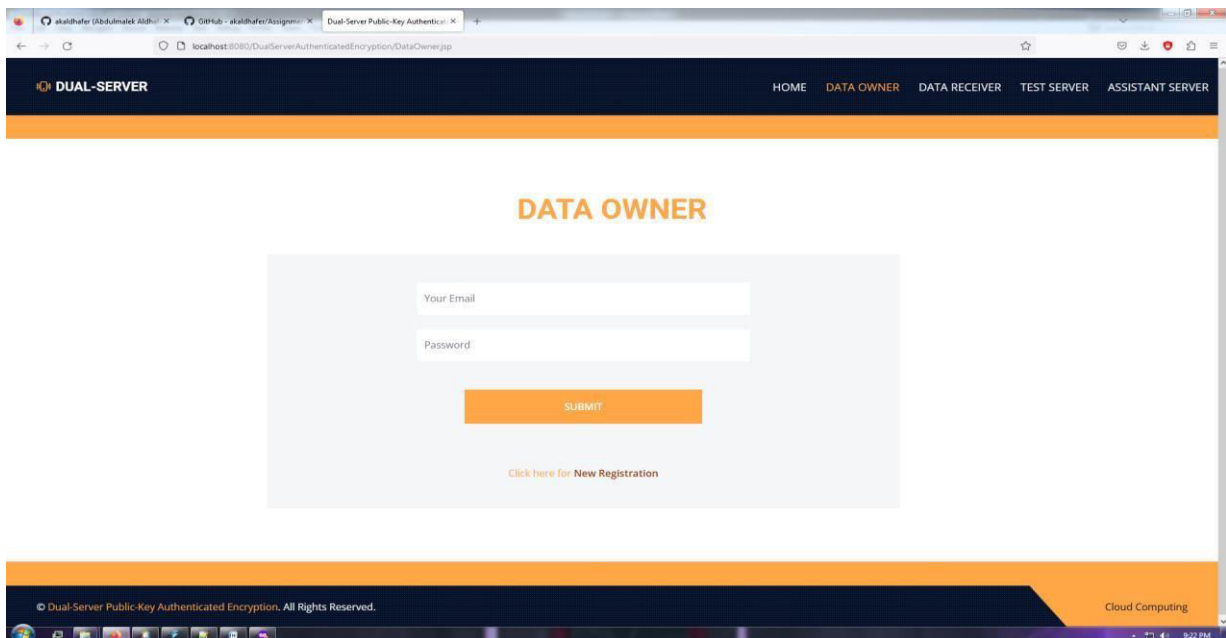 akaldhafer (Abdulmalek Aldha
GitHub - akaldhafer/Assignme
Dual-Server Public-Key Authenticat
localhost:8080/DualServerAuthenticatedEncryption/DataOwner.jsp
DUAL-SERVER
HOME DATA OWNER DATA RECEIVER TEST SERVER ASSISTANT SERVER
DATA OWNER
Your Email
Password
SUBMIT
Click here for New Registration
© Dual-Server Public-Key Authenticated Encryption. All Rights Reserved.
Cloud Computing
9:22 PM